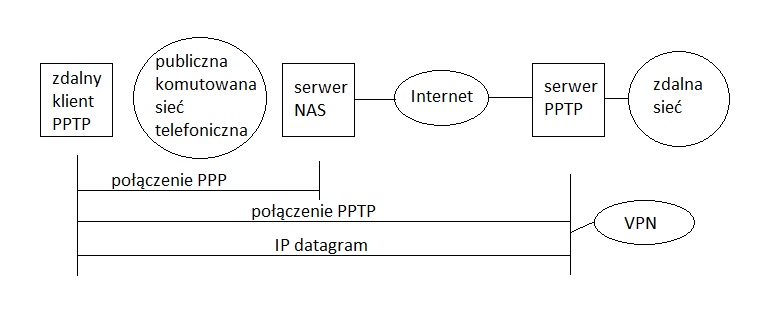 zdalny
klient
PPTP
publiczna
komutowana
sieć
telefoniczna
serwer
NAS
Internet
serwer
PPTP
zdalna
sieć
połączenie PPP
połączenie PPTP
VPN
IP datagram